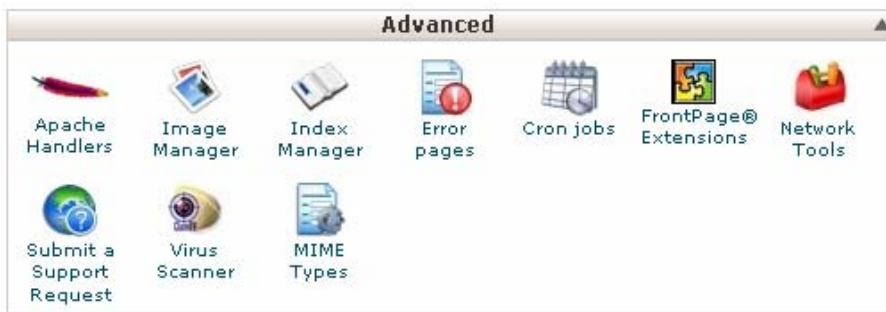 Advanced
Apache
Handlers
Image
Manager
Index
Manager
Error
pages
Cron jobs
FrontPage®
Extensions
Network
Tools
Submit a
Support
Request
Virus
Scanner
MIME
Types